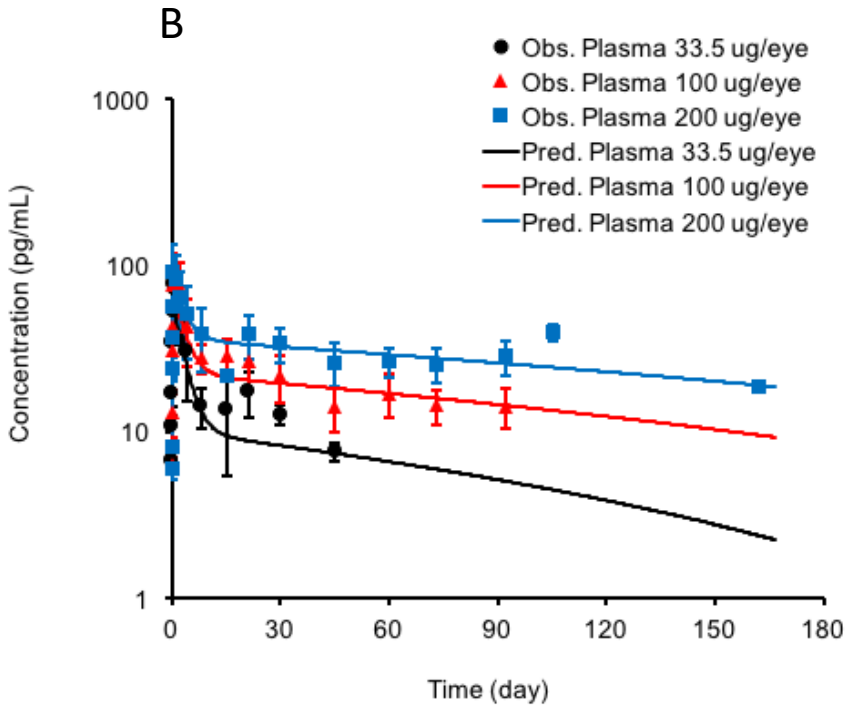 B
Obs. Plasma 33.5 ug/eye
Obs. Plasma 100 ug/eye
Obs. Plasma 200 ug/eye
Pred. Plasma 33.5 ug/eye
Pred. Plasma 100 ug/eye
Pred. Plasma 200 ug/eye
Concentration (pg/mL)
1000
100
10
1
0 30 60 90 120 150 180
Time (day)